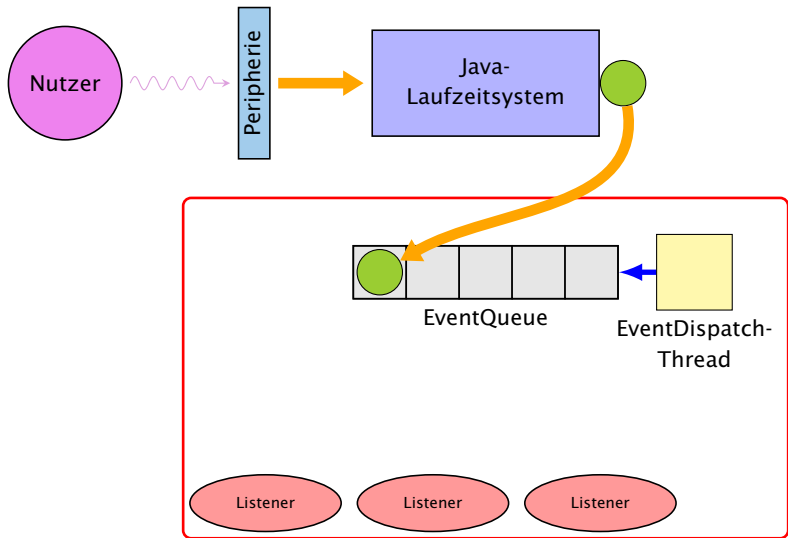 Nutzer
Peripherie
Java-
Laufzeitsystem
EventQueue
EventDispatch-
Thread
Listener
Listener
Listener